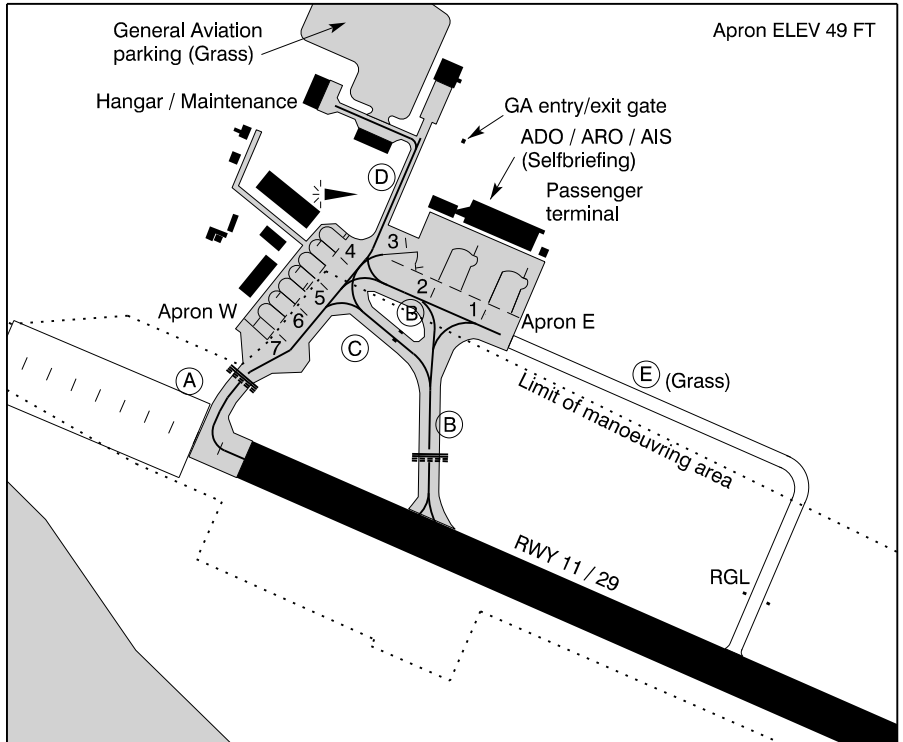 General Aviation
parking (Grass)
Apron ELEV 49 FT
Hangar / Maintenance
GA entry/exit gate
ADO / ARO / AIS
(Selfbriefing)
Passenger
terminal
D
3
4
2
5
1
B
6
Apron W
Apron E
7
C
A
E (Grass)
Limit of manoeuvring area
B
RWY 11 / 29
RGL